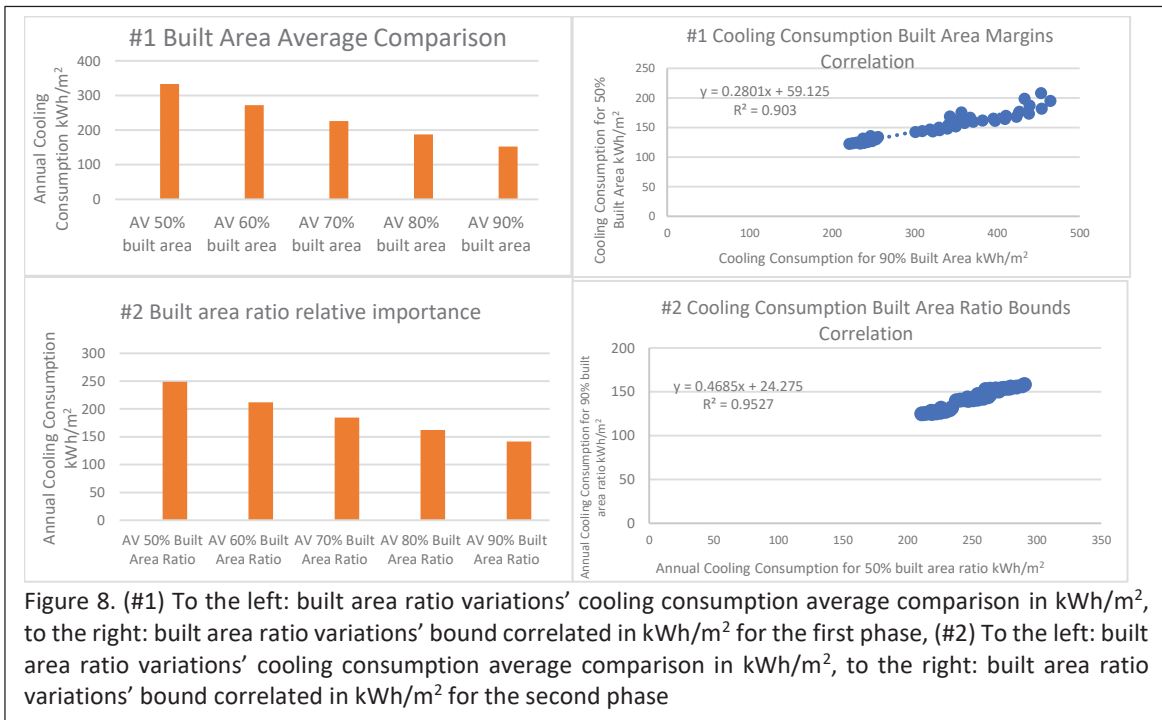 #1 Built Area Average Comparison
Annual Cooling
Consumption kWh/m²
400
300
200
100
0
AV 50%
built area
AV 60%
built area
AV 70%
built area
AV 80%
built area
AV 90%
built area
#1 Cooling Consumption Built Area Margins
Correlation
y = 0.2801x + 59.125
R² = 0.903
Cooling Consumption for 50%
Built Area kWh/m²
250
200
150
100
50
0
0 100 200 300 400 500
Cooling Consumption for 90% Built Area kWh/m²
#2 Built area ratio relative importance
Annual Cooling Consumption
kWh/m²
300
250
200
150
100
50
0
AV 50% Built
Area Ratio
AV 60% Built
Area Ratio
AV 70% Built
Area Ratio
AV 80% Built
Area Ratio
AV 90% Built
Area Ratio
#2 Cooling Consumption Built Area Ratio Bounds
Correlation
y = 0.4685x + 24.275
R² = 0.9527
Annual Cooling Consumption for 90% built
area ratio kWh/m²
200
150
100
50
0
0 50 100 150 200 250 300 350
Annual Cooling Consumption for 50% built area ratio kWh/m²
Figure 8. (#1) To the left: built area ratio variations’ cooling consumption average comparison in kWh/m²,
to the right: built area ratio variations’ bound correlated in kWh/m² for the first phase, (#2) To the left: built
area ratio variations’ cooling consumption average comparison in kWh/m², to the right: built area ratio
variations’ bound correlated in kWh/m² for the second phase